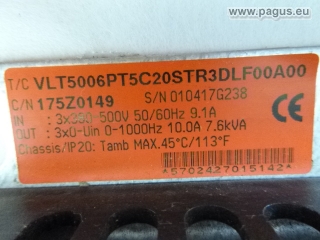 www.pagus.eu
T/C VLT5006PT5C20STR3DLF00A00
C/N 175Z0149 S/N 010417G238
IN : 3x380-500V 50/60Hz 9.1A
OUT : 3x0-Uin 0-1000Hz 10.0A 7.6kVA
Chassis/IP20: Tamb MAX.45°C/113°F
CE
*5702427015142*